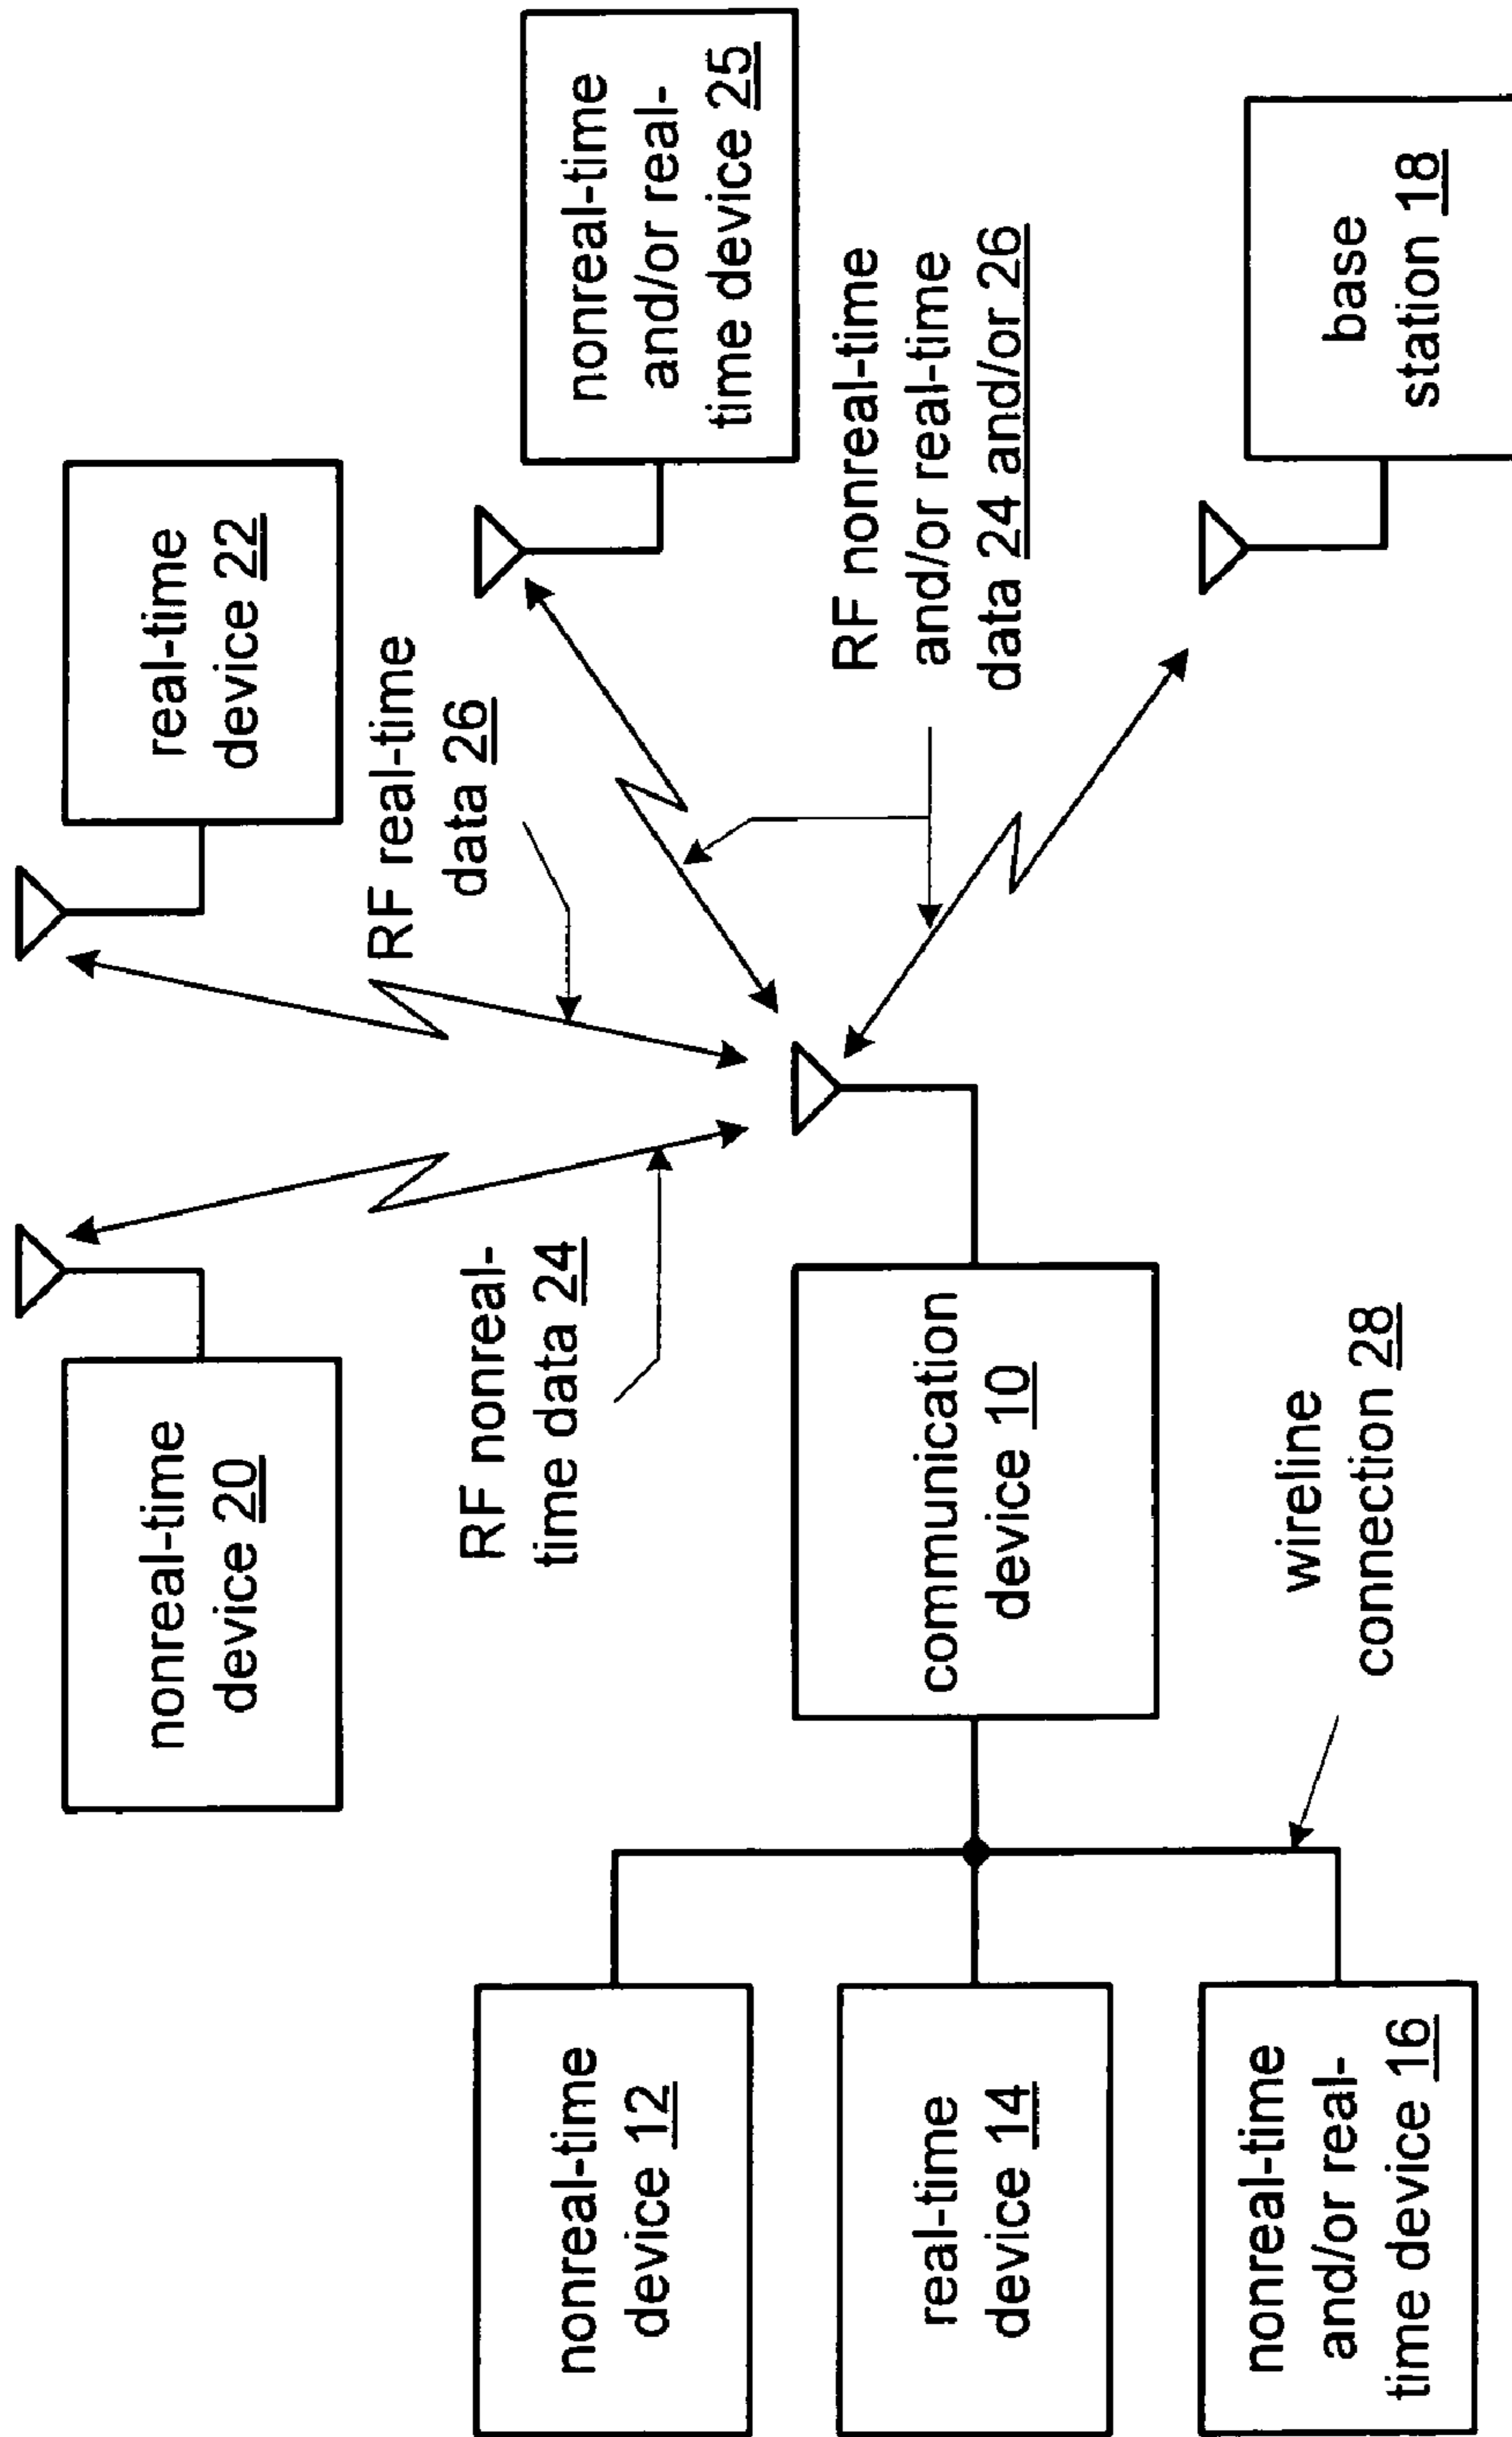 nonreal-time
device 20
real-time
device 22
RF nonreal-
time data 24
RF real-time
data 26
nonreal-time
and/or real-
time device 25
nonreal-time
device 12
real-time
device 14
nonreal-time
and/or real-
time device 16
communication
device 10
RF nonreal-time
and/or real-time
data 24 and/or 26
wireline
connection 28
base
station 18